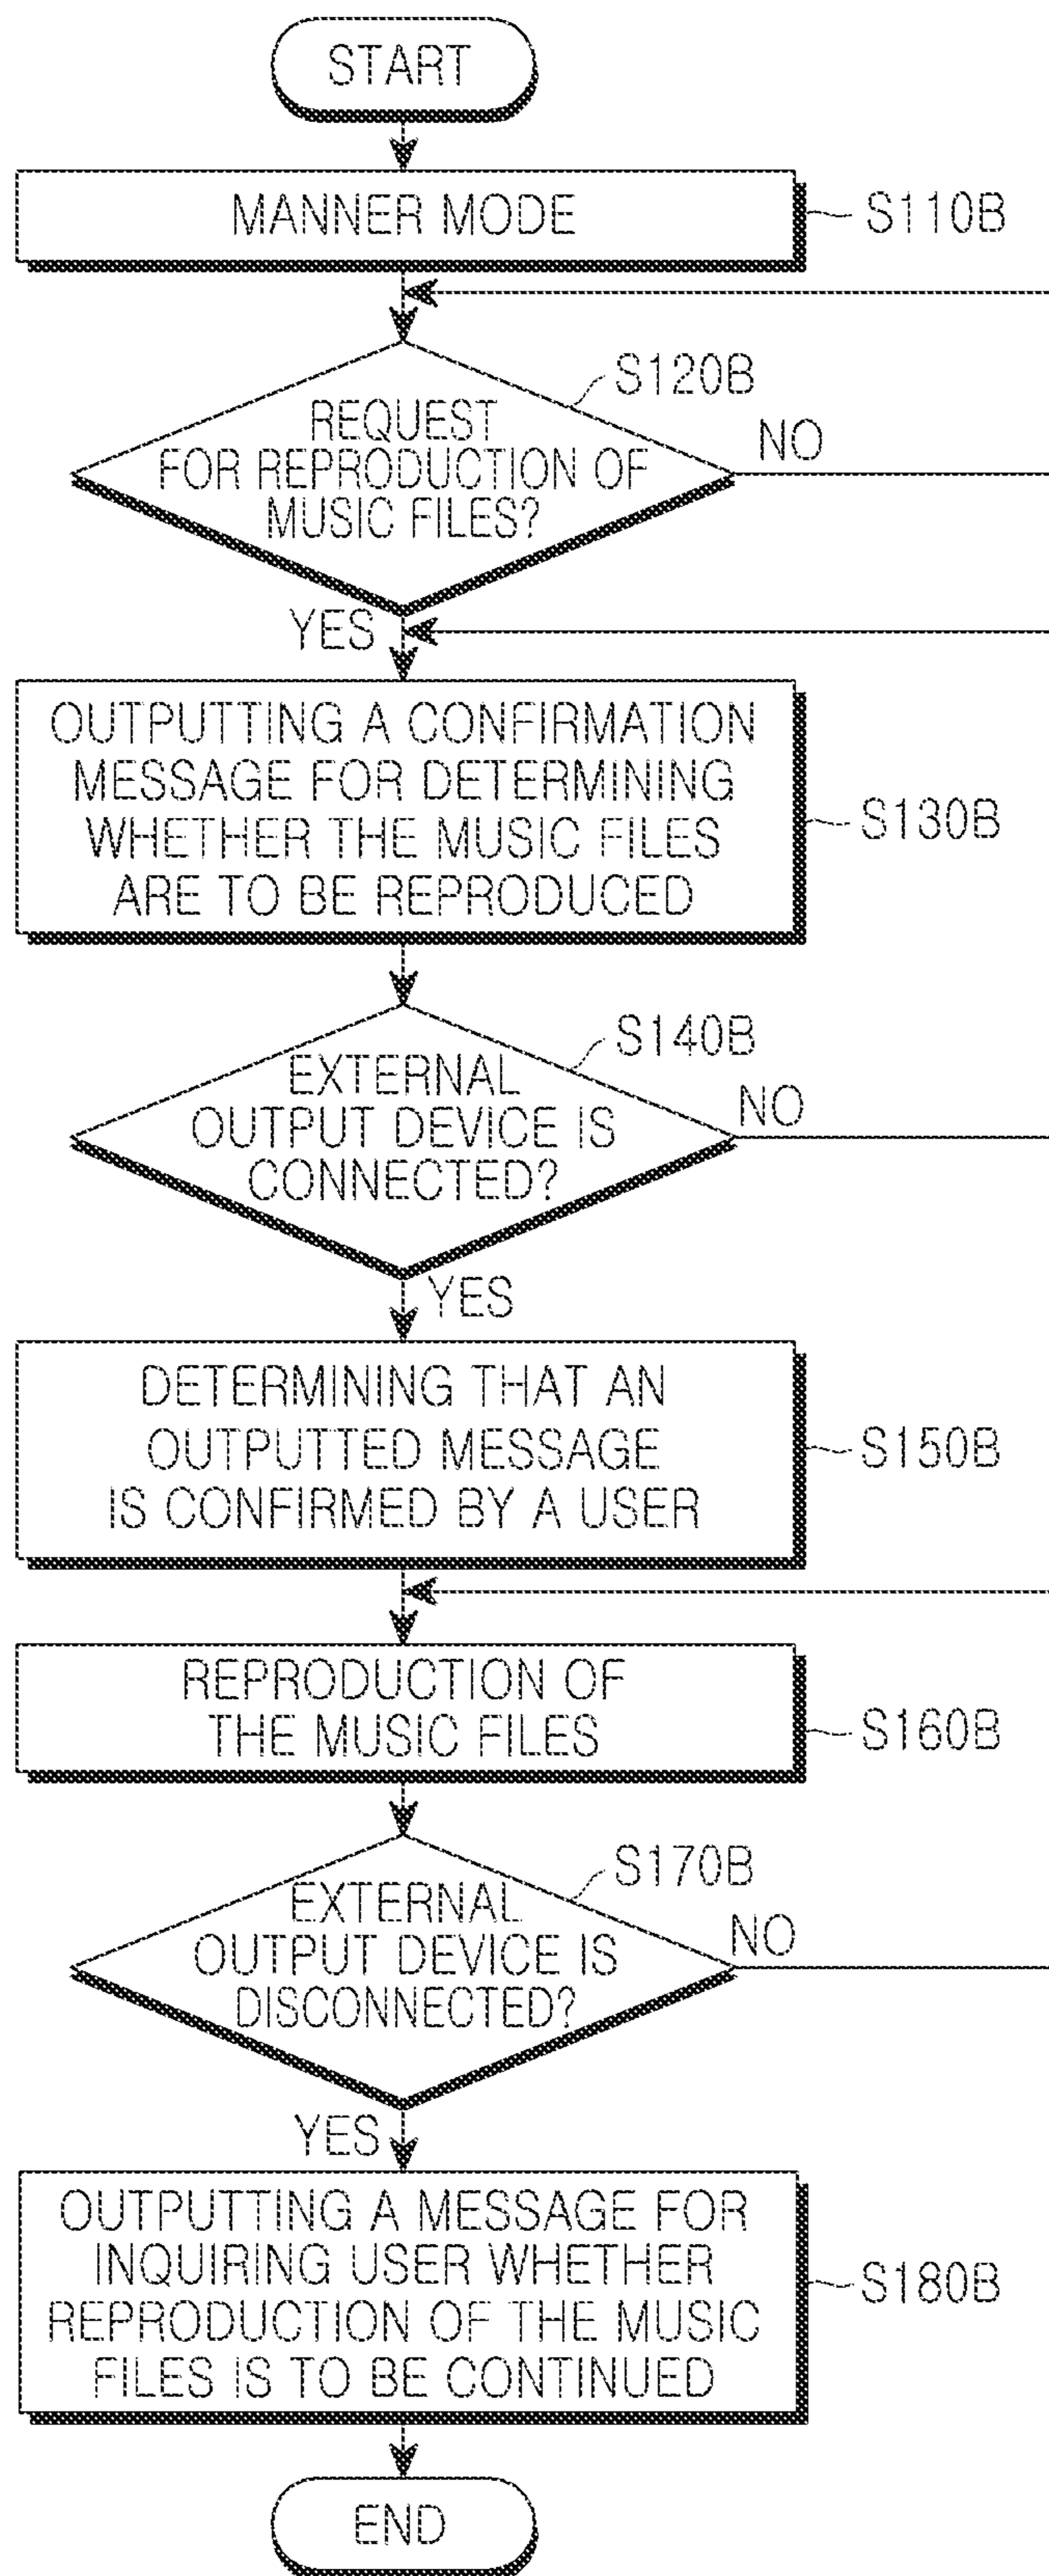 START
MANNER MODE
S110B
S120B
REQUEST
FOR REPRODUCTION OF
MUSIC FILES?
NO
YES
OUTPUTTING A CONFIRMATION
MESSAGE FOR DETERMINING
WHETHER THE MUSIC FILES
ARE TO BE REPRODUCED
S130B
S140B
EXTERNAL
OUTPUT DEVICE IS
CONNECTED?
NO
YES
DETERMINING THAT AN
OUTPUTTED MESSAGE
IS CONFIRMED BY A USER
S150B
REPRODUCTION OF
THE MUSIC FILES
S160B
S170B
EXTERNAL
OUTPUT DEVICE IS
DISCONNECTED?
NO
YES
OUTPUTTING A MESSAGE FOR
INQUIRING USER WHETHER
REPRODUCTION OF THE MUSIC
FILES IS TO BE CONTINUED
S180B
END